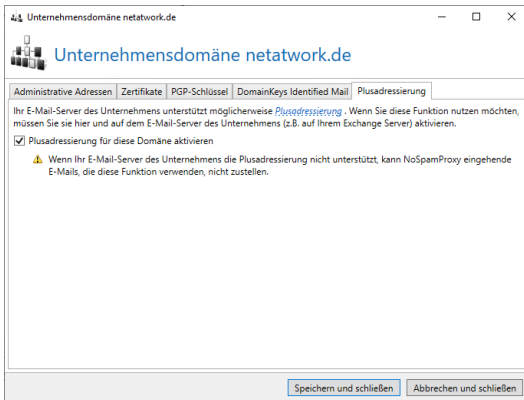 Unternehmensdomäne netatwork.de
Unternehmensdomäne netatwork.de
Administrative Adressen Zertifikate PGP-Schlüssel DomainKeys Identified Mail Plusadressierung
Ihr E-Mail-Server des Unternehmens unterstützt möglicherweise Plusadressierung . Wenn Sie diese Funktion nutzen möchten,
müssen Sie sie hier und auf dem E-Mail-Server des Unternehmens (z.B. auf Ihrem Exchange Server) aktivieren.
Plusadressierung für diese Domäne aktivieren
Wenn Ihr E-Mail-Server des Unternehmens die Plusadressierung nicht unterstützt, kann NoSpamProxy eingehende
E-Mails, die diese Funktion verwenden, nicht zustellen.
Speichern und schließen Abbrechen und schließen